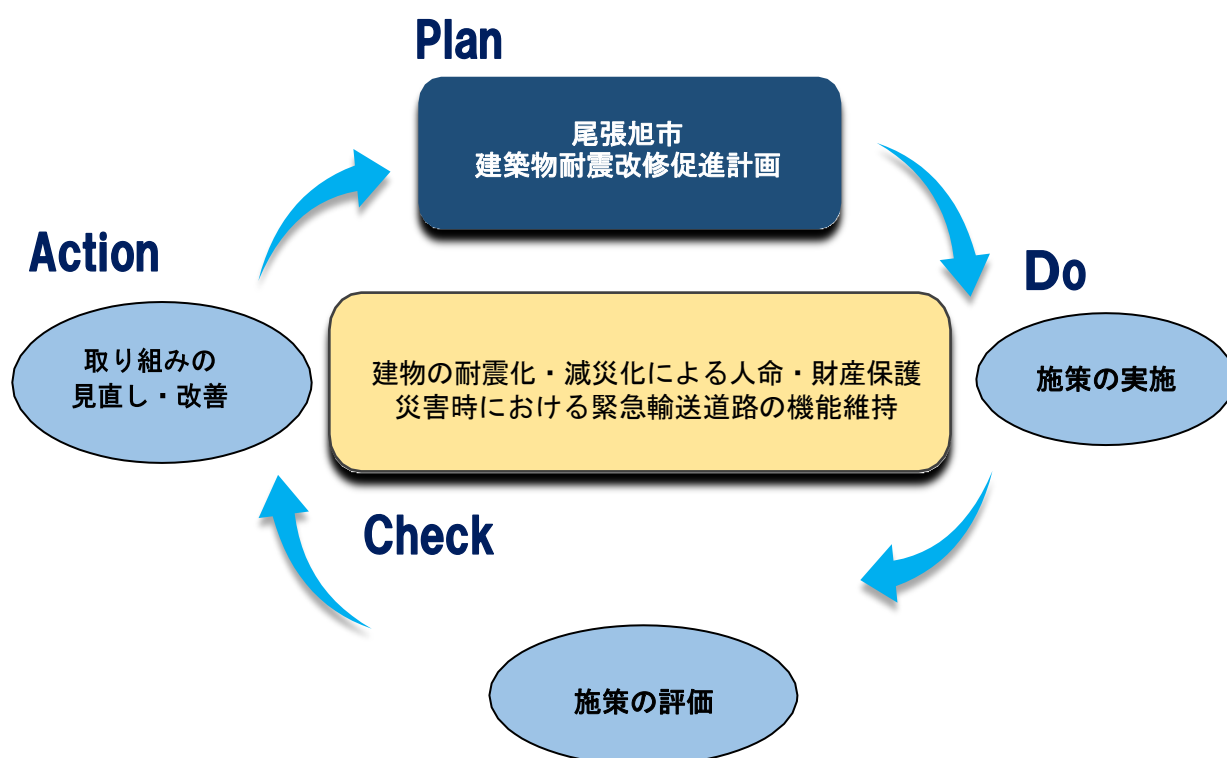 Plan
尾張旭市
建築物耐震改修促進計画
Action
Do
取り組みの
見直し・改善
建物の耐震化・減災化による人命・財産保護
災害時における緊急輸送道路の機能維持
施策の実施
Check
施策の評価